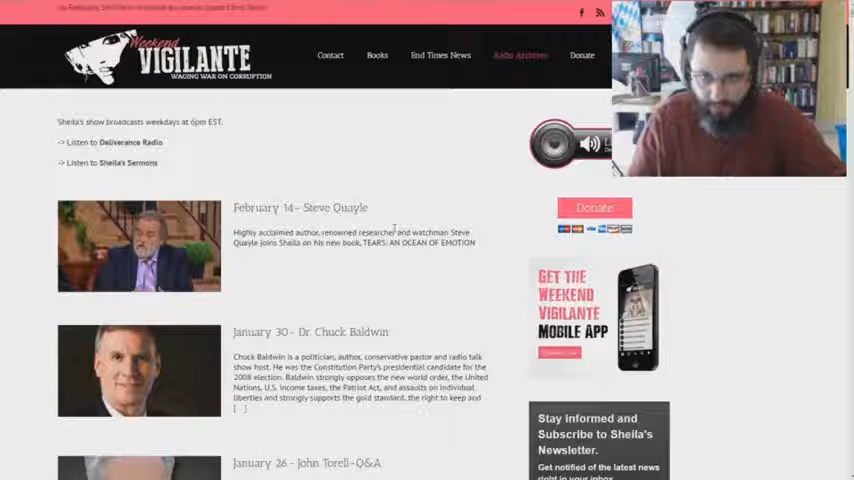 Weekend
VIGILANTE
WAGING WAR ON CORRUPTION
Contact
Books
End Times News
Radio Archives
Donate
Sheila's show broadcasts weekdays at 6pm EST.
-> Listen to Deliverance Radio
-> Listen to Sheila's Sermons
February 14- Steve Quayle
Highly acclaimed author, renowned researcher and watchman Steve
Quayle joins Sheila on his new book, TEARS: AN OCEAN OF EMOTION
January 30- Dr. Chuck Baldwin
Chuck Baldwin is a politician, author, conservative pastor and radio talk
show host. He was the Constitution Party's presidential candidate for the
2008 election. Baldwin strongly opposes the new world order, the United
Nations, U.S. income taxes, the Patriot Act, and assaults on individual
liberties and strongly supports the gold standard, the right to keep and
[...]
January 26- John Torell-Q&A
Donate
GET THE
WEEKEND
VIGILANTE
MOBILE APP
Stay Informed and
Subscribe to Sheila's
Newsletter.
Get notified of the latest news
right in your inbox